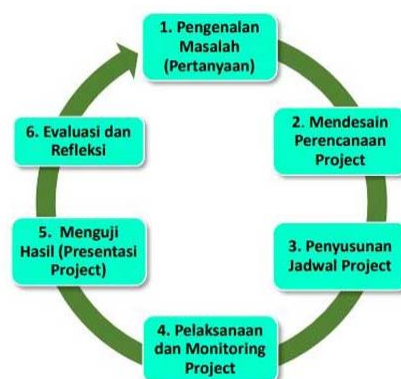 1. Pengenalan
Masalah
(Pertanyaan)
2. Mendesain
Perencanaan
Project
3. Penyusunan
Jadwal Project
4. Pelaksanaan
dan Monitoring
Project
5. Menguji
Hasil (Presentasi
Project)
6. Evaluasi dan
Refleksi